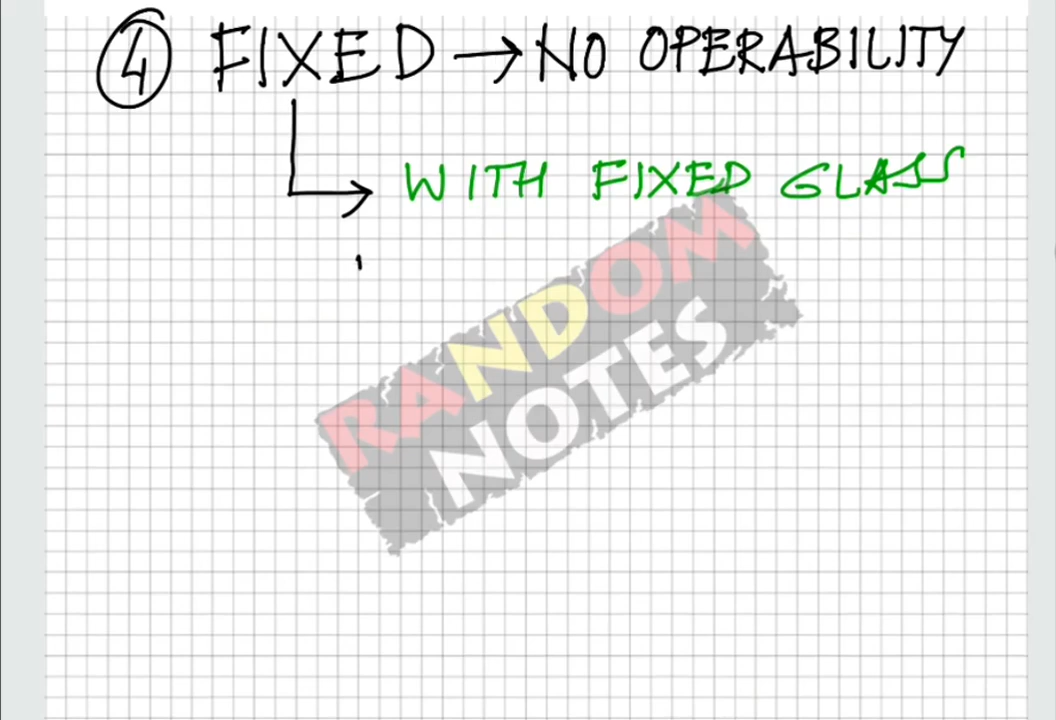 ④ FIXED → NO OPERABILITY
WITH FIXED GLASS
RANDOM
NOTES